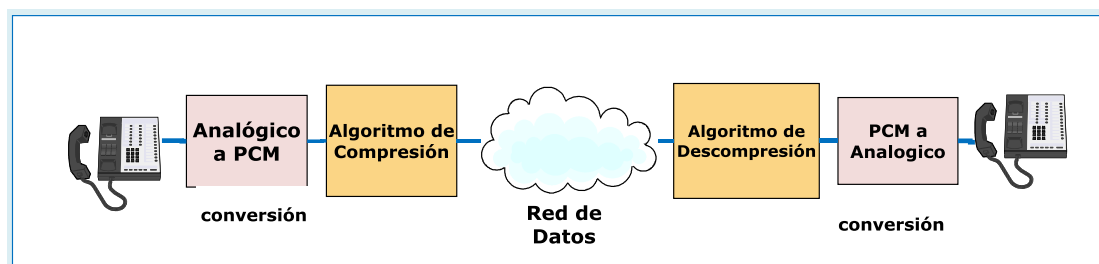 Analógico
a PCM
conversión
Algoritmo de
Compresión
Red de
Datos
Algoritmo de
Descompresión
PCM a
Analogico
conversión